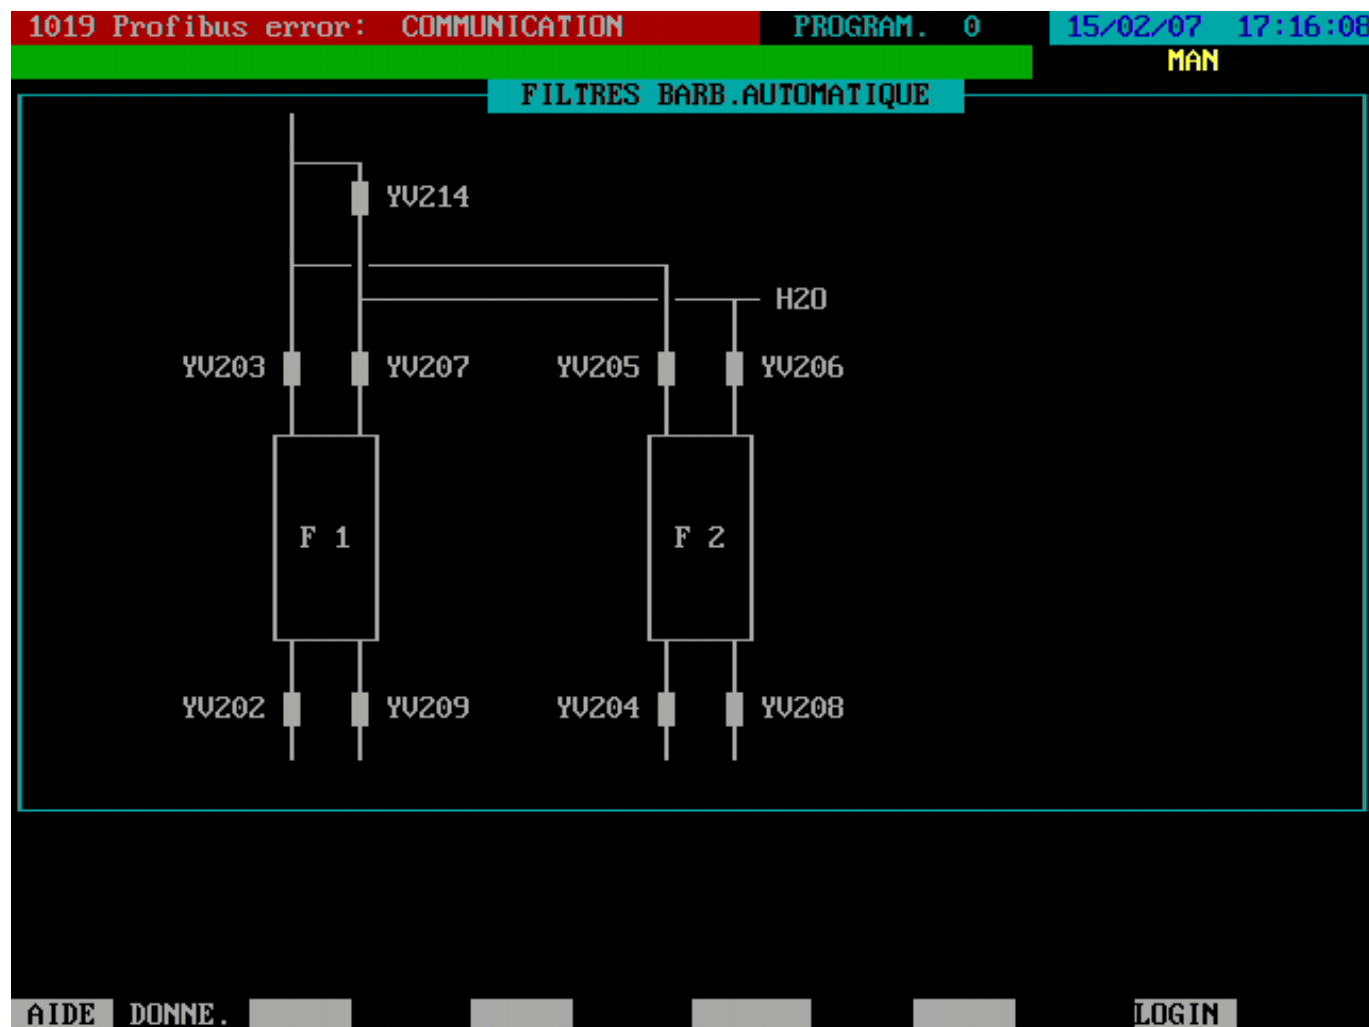 1019 Profibus error: COMMUNICATION PROGRAM. 0 15/02/07 17:16:08
MAN
FILTRES BARB.AUTOMATIQUE
YV214
H2O
YV203 YV207 YV205 YV206
F 1 F 2
YV202 YV209 YV204 YV208
AIDE DONNE. LOGIN